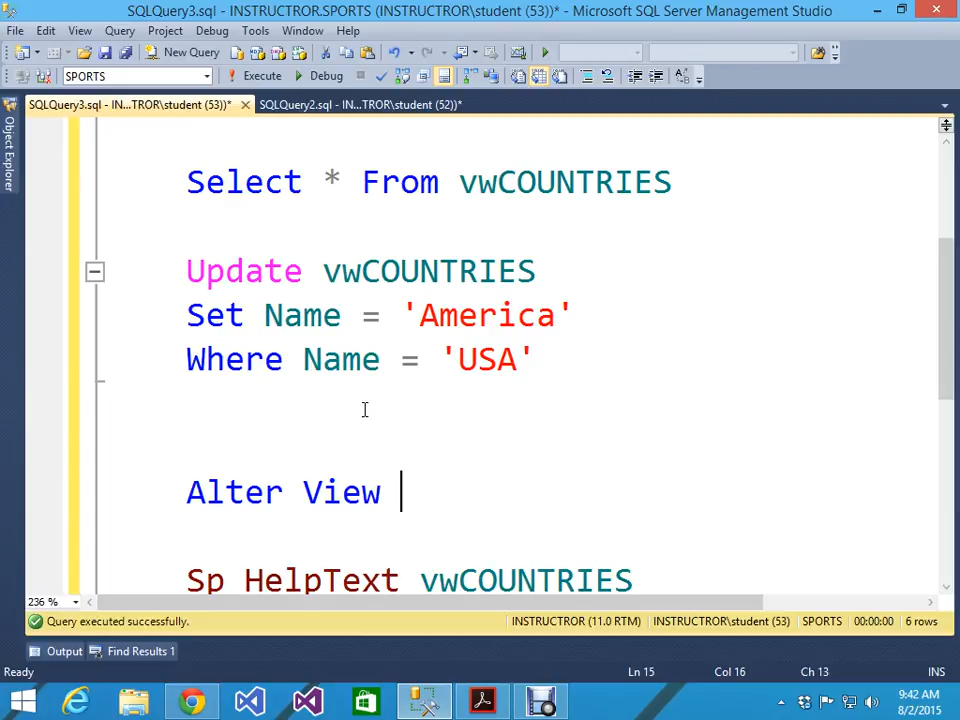 SQLQuery3.sql - INSTRUCTROR.SPORTS (INSTRUCTROR\student (53))* - Microsoft SQL Server Management Studio
File Edit View Query Project Debug Tools Window Help
New Query
SPORTS Execute Debug
SQLQuery3.sql - IN...TROR\student (53))* SQLQuery2.sql - IN...TROR\student (52))*
Object Explorer
Select * From vwCOUNTRIES
Update vwCOUNTRIES
Set Name = 'America'
Where Name = 'USA'
Alter View
Sp_HelpText vwCOUNTRIES
236 %
Query executed successfully. INSTRUCTROR (11.0 RTM) INSTRUCTROR\student (53) SPORTS 00:00:00 6 rows
Output Find Results 1
Ready Ln 15 Col 16 Ch 13 INS
9:42 AM
8/2/2015